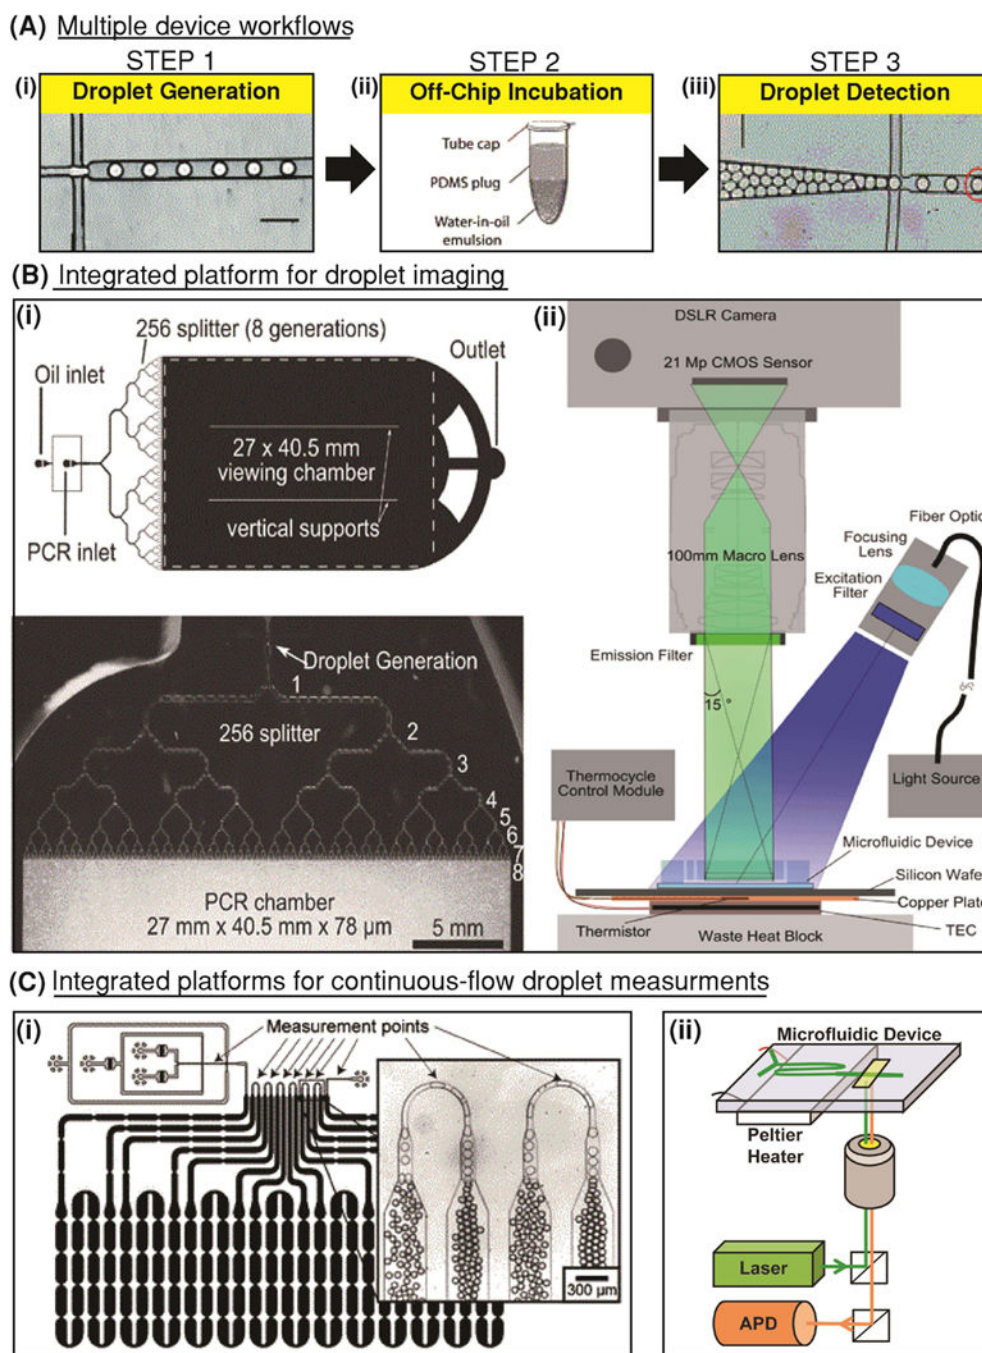 (A) Multiple device workflows
STEP 1
STEP 2
STEP 3
(i)
Droplet Generation
(ii)
Off-Chip Incubation
(iii)
Droplet Detection
Tube cap
PDMS plug
Water-in-oil
emulsion
(B) Integrated platform for droplet imaging
(i)
256 splitter (8 generations)
Oil inlet
Outlet
27 x 40.5 mm
viewing chamber
vertical supports
PCR inlet
Droplet Generation
1
256 splitter
2
3
4
5
6
7
8
PCR chamber
27 mm x 40.5 mm x 78 µm
5 mm
(ii)
DSLR Camera
21 Mp CMOS Sensor
Fiber Optic
Focusing
Lens
100mm Macro Lens
Excitation
Filter
Emission Filter
15°
Thermocycle
Control Module
Light Source
Microfluidic Device
Silicon Wafe
Copper Plate
Thermistor
Waste Heat Block
TEC
(C) Integrated platforms for continuous-flow droplet measurments
(i)
Measurement points
300 µm
(ii)
Microfluidic Device
Peltier
Heater
Laser
APD